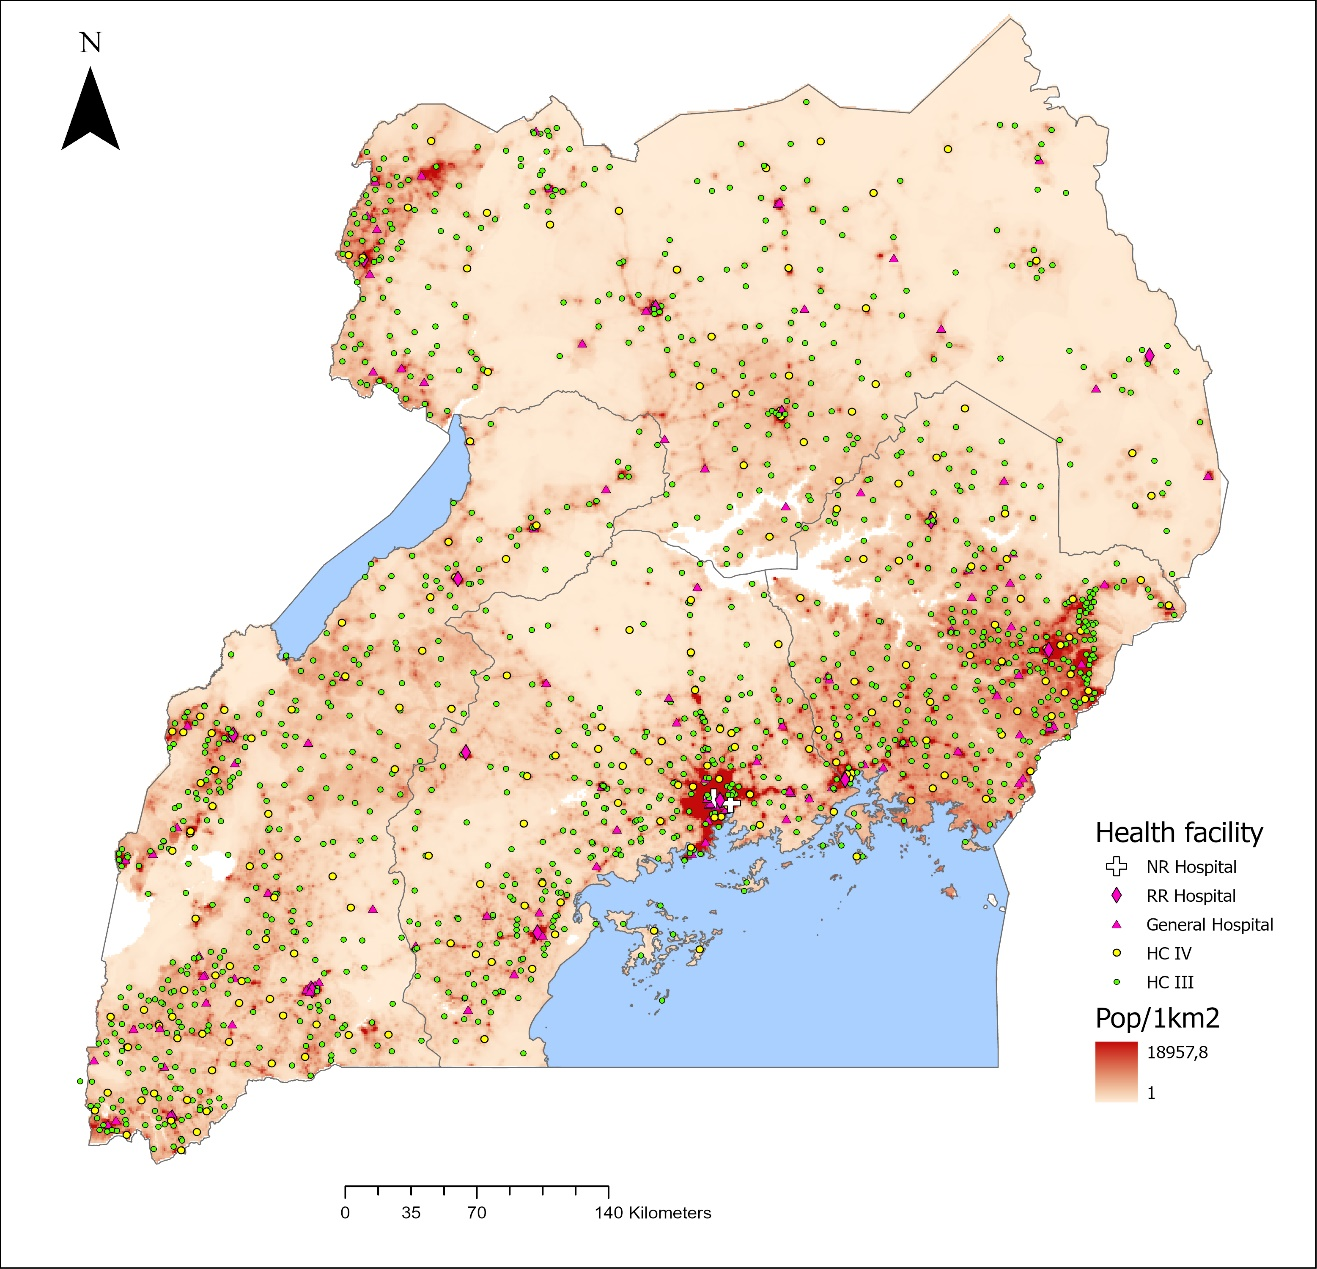 N
Health facility
NR Hospital
RR Hospital
General Hospital
HC IV
HC III
Pop/1km2
18957,8
1
0 35 70 140 Kilometers